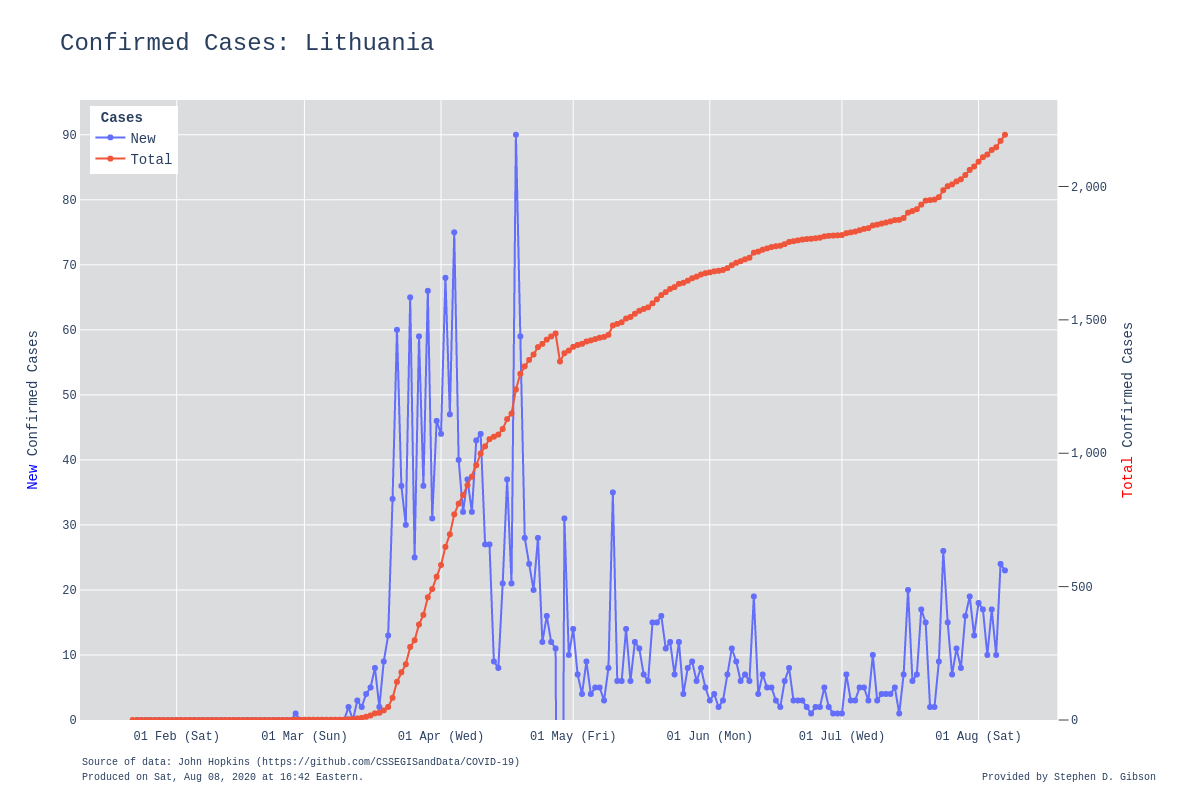 Confirmed Cases: Lithuania
Cases
New
Total
90
80
70
60
50
40
30
20
10
0
2,000
1,500
1,000
500
0
New Confirmed Cases
Total Confirmed Cases
01 Feb (Sat) 01 Mar (Sun) 01 Apr (Wed) 01 May (Fri) 01 Jun (Mon) 01 Jul (Wed) 01 Aug (Sat)
Source of data: John Hopkins (https://github.com/CSSEGISandData/COVID-19)
Produced on Sat, Aug 08, 2020 at 16:42 Eastern.
Provided by Stephen D. Gibson